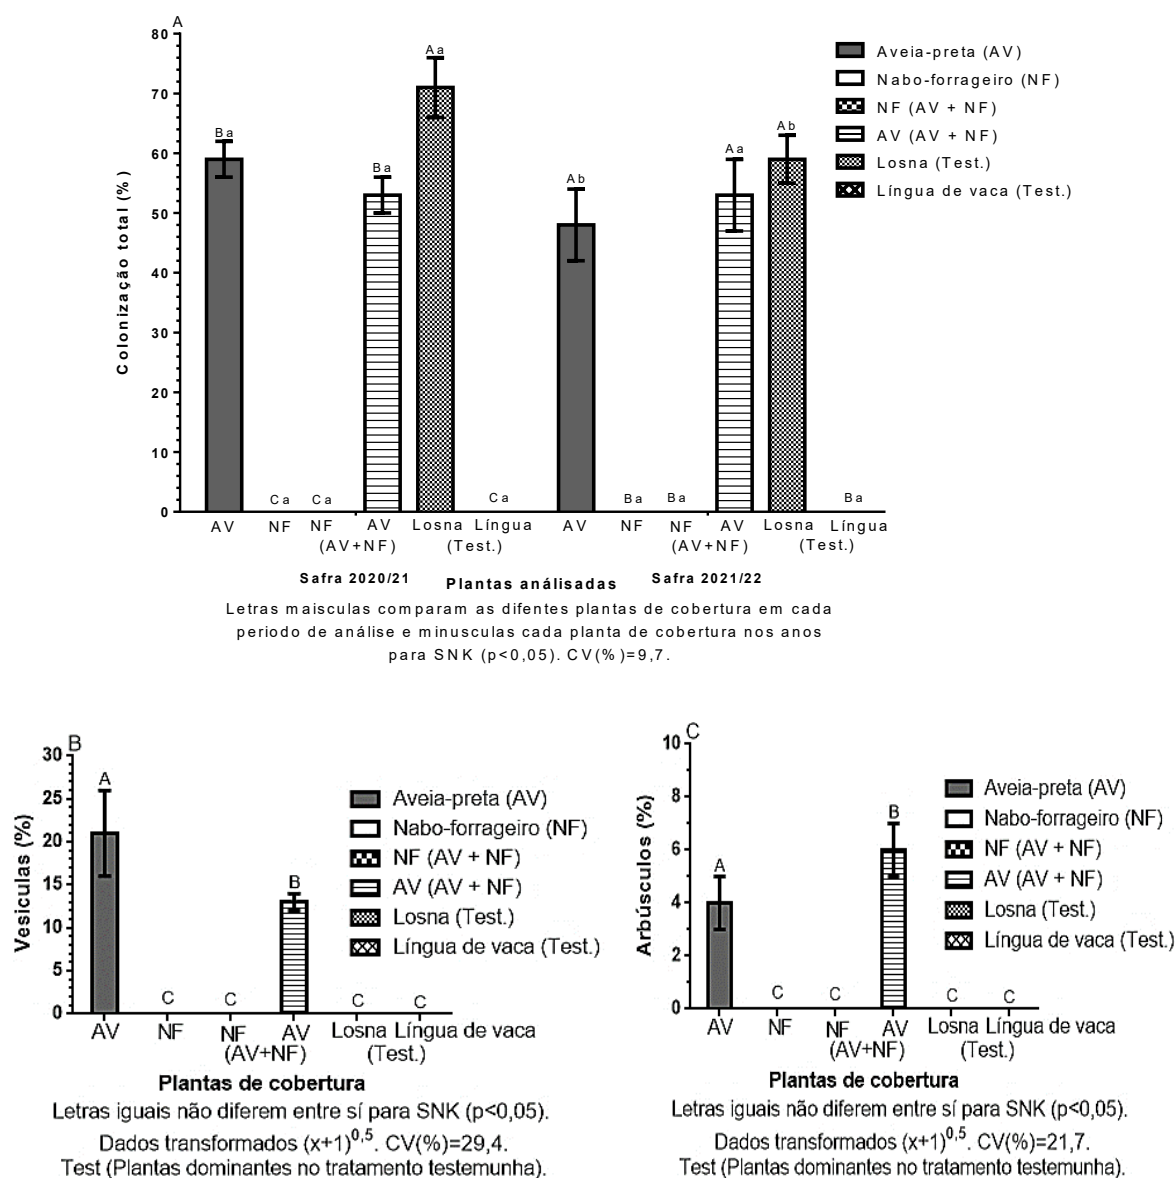 A
80
70
60
50
40
30
20
10
0
Colonização total (%)
Ba
Ca
Ca
Ba
Aa
Ca
Ab
Ba
Ba
Aa
Ab
Ba
Aveia-preta (AV)
Nabo-forrageiro (NF)
NF (AV + NF)
AV (AV + NF)
Losna (Test.)
Língua de vaca (Test.)
AV NF NF AV Losna Língua AV NF NF AV Losna Língua
(AV+NF) (Test.) (AV+NF) (Test.)
Safra 2020/21 Plantas análisadas Safra 2021/22
Letras maisculas comparam as difentes plantas de cobertura em cada
periodo de análise e minusculas cada planta de cobertura nos anos
para SNK (p<0,05). CV(%)=9,7.
B
30
25
20
15
10
5
0
Vesiculas (%)
A
C
C
B
C
C
Aveia-preta (AV)
Nabo-forrageiro (NF)
NF (AV + NF)
AV (AV + NF)
Losna (Test.)
Língua de vaca (Test.)
AV NF NF AV Losna Língua de vaca
(AV+NF) (Test.)
Plantas de cobertura
Letras iguais não diferem entre sí para SNK (p<0,05).
Dados transformados (x+1)^0,5. CV(%)=29,4.
Test (Plantas dominantes no tratamento testemunha).
C
10
8
6
4
2
0
Arbúsculos (%)
A
C
C
B
C
C
Aveia-preta (AV)
Nabo-forrageiro (NF)
NF (AV + NF)
AV (AV + NF)
Losna (Test.)
Língua de vaca (Test.)
AV NF NF AV Losna Língua de vaca
(AV+NF) (Test.)
Plantas de cobertura
Letras iguais não diferem entre sí para SNK (p<0,05).
Dados transformados (x+1)^0,5. CV(%)=21,7.
Test (Plantas dominantes no tratamento testemunha).